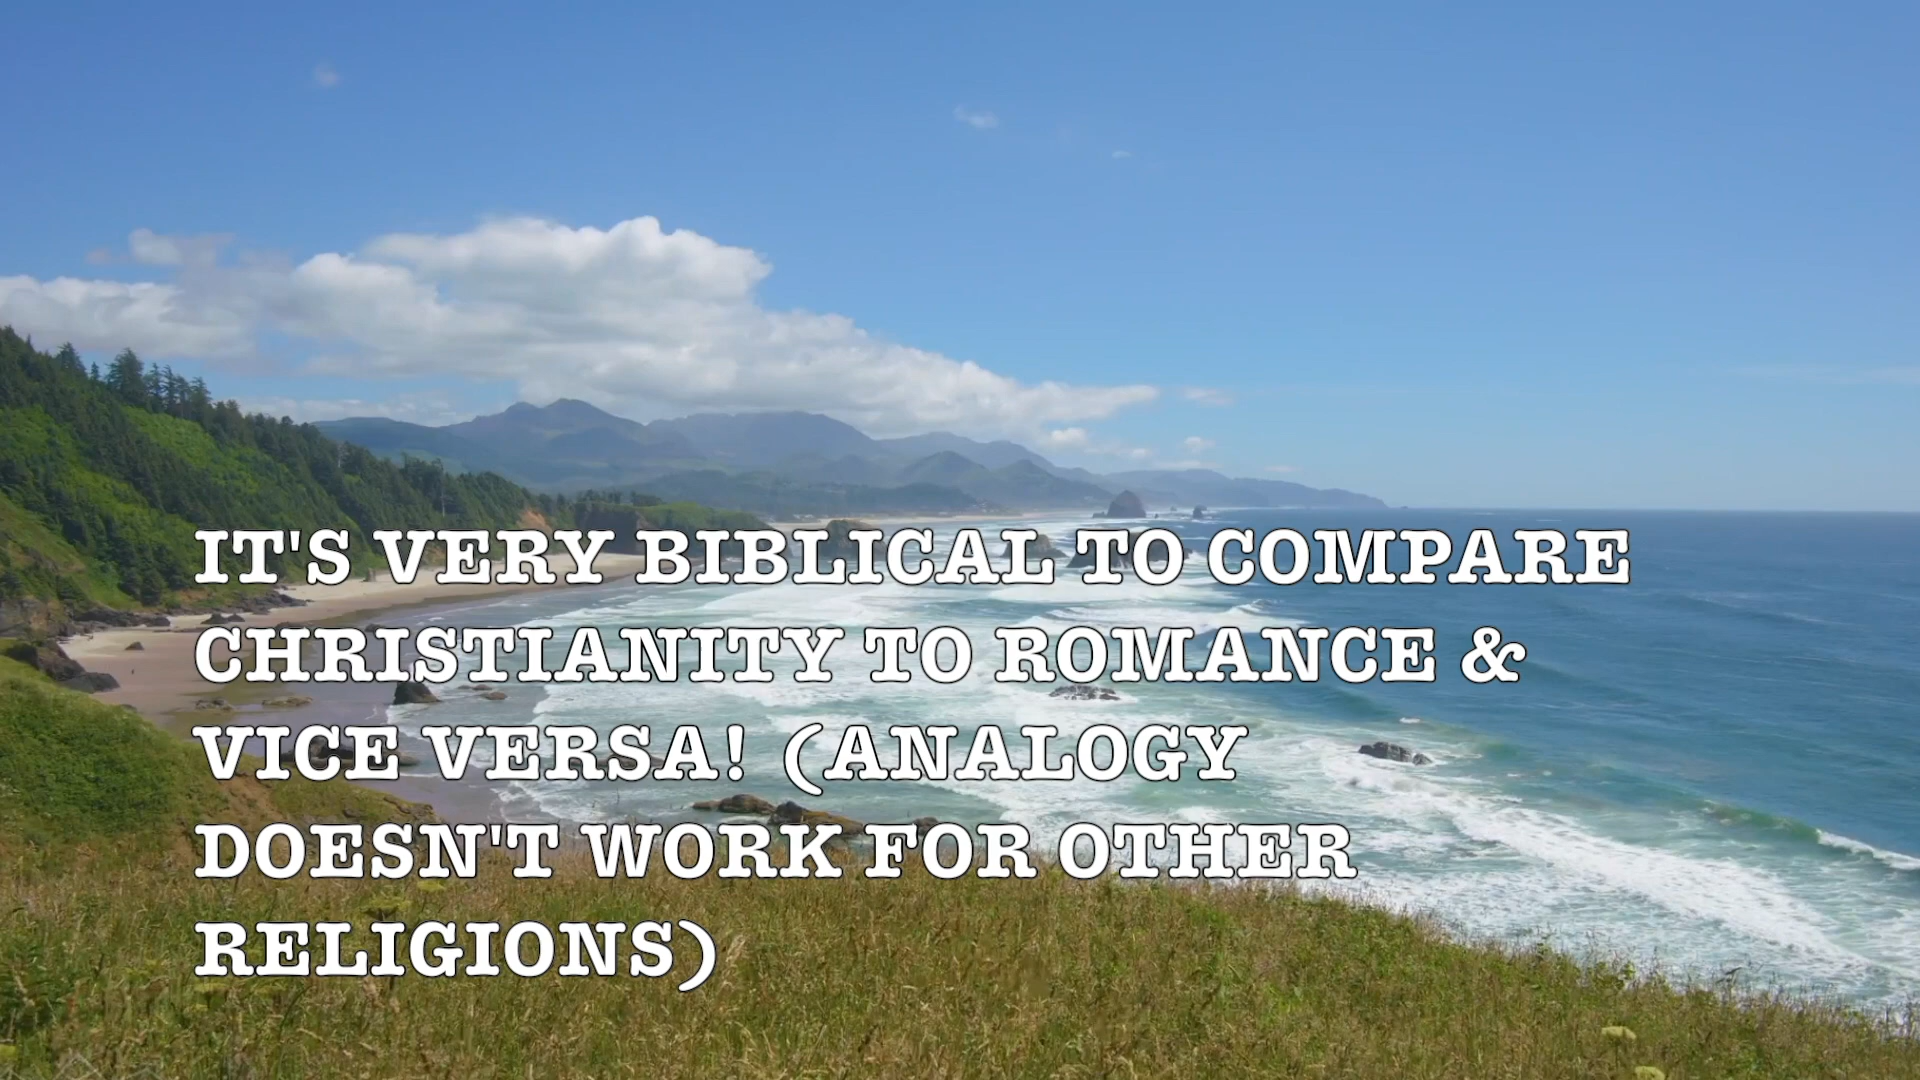 IT'S VERY BIBLICAL TO COMPARE
CHRISTIANITY TO ROMANCE &
VICE VERSA! (ANALOGY
DOESN'T WORK FOR OTHER
RELIGIONS)